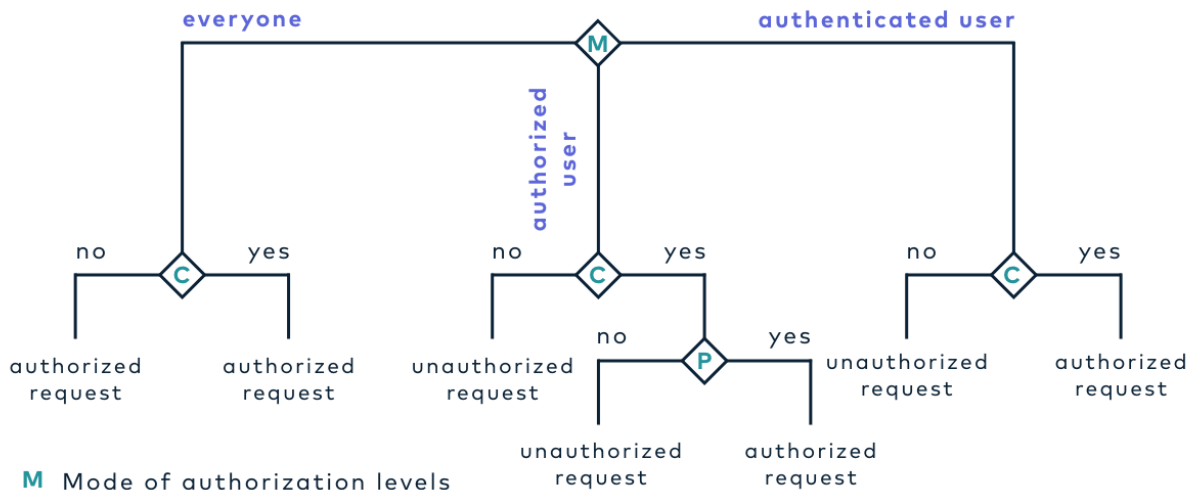 everyone
authenticated user
M
authorized
user
no
yes
no
yes
no
yes
C
C
C
no
yes
P
authorized
request
authorized
request
unauthorized
request
unauthorized
request
authorized
request
unauthorized
request
authorized
request
M Mode of authorization levels